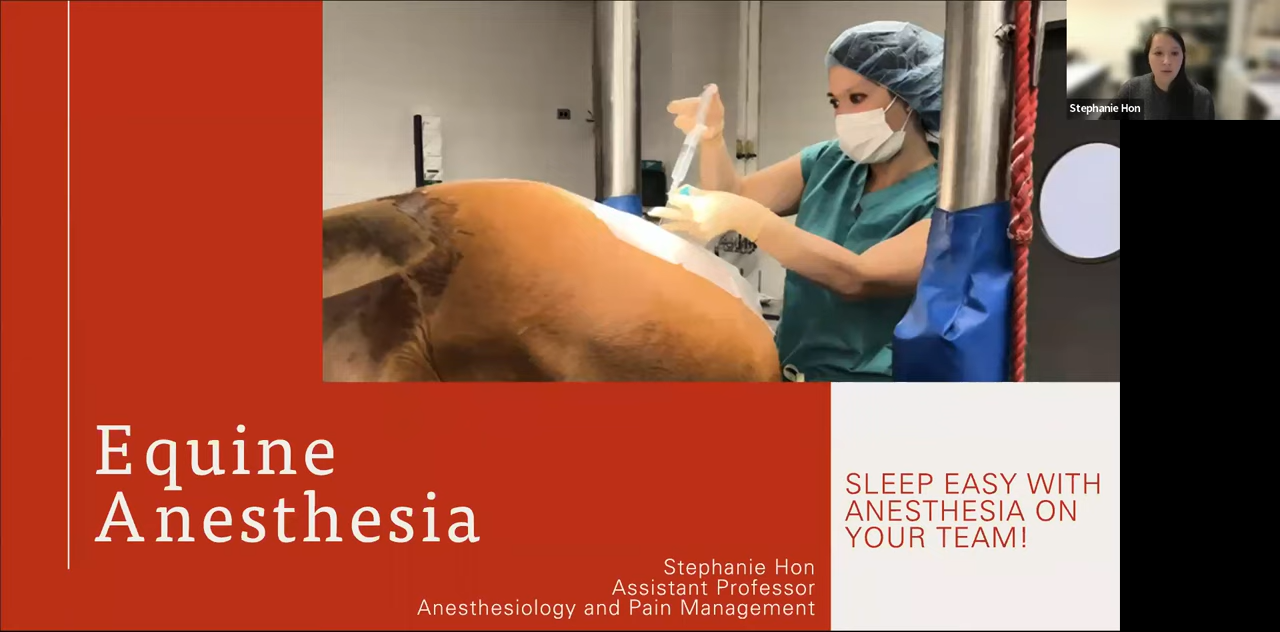 Stephanie Hon
Equine
Anesthesia
SLEEP EASY WITH
ANESTHESIA ON
YOUR TEAM!
Stephanie Hon
Assistant Professor
Anesthesiology and Pain Management